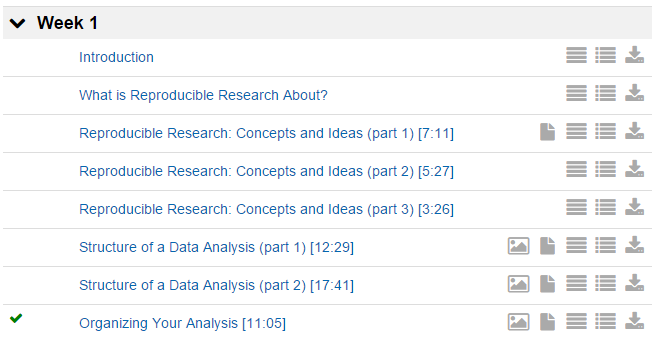 Week 1
Introduction
What is Reproducible Research About?
Reproducible Research: Concepts and Ideas (part 1) [7:11]
Reproducible Research: Concepts and Ideas (part 2) [5:27]
Reproducible Research: Concepts and Ideas (part 3) [3:26]
Structure of a Data Analysis (part 1) [12:29]
Structure of a Data Analysis (part 2) [17:41]
Organizing Your Analysis [11:05]